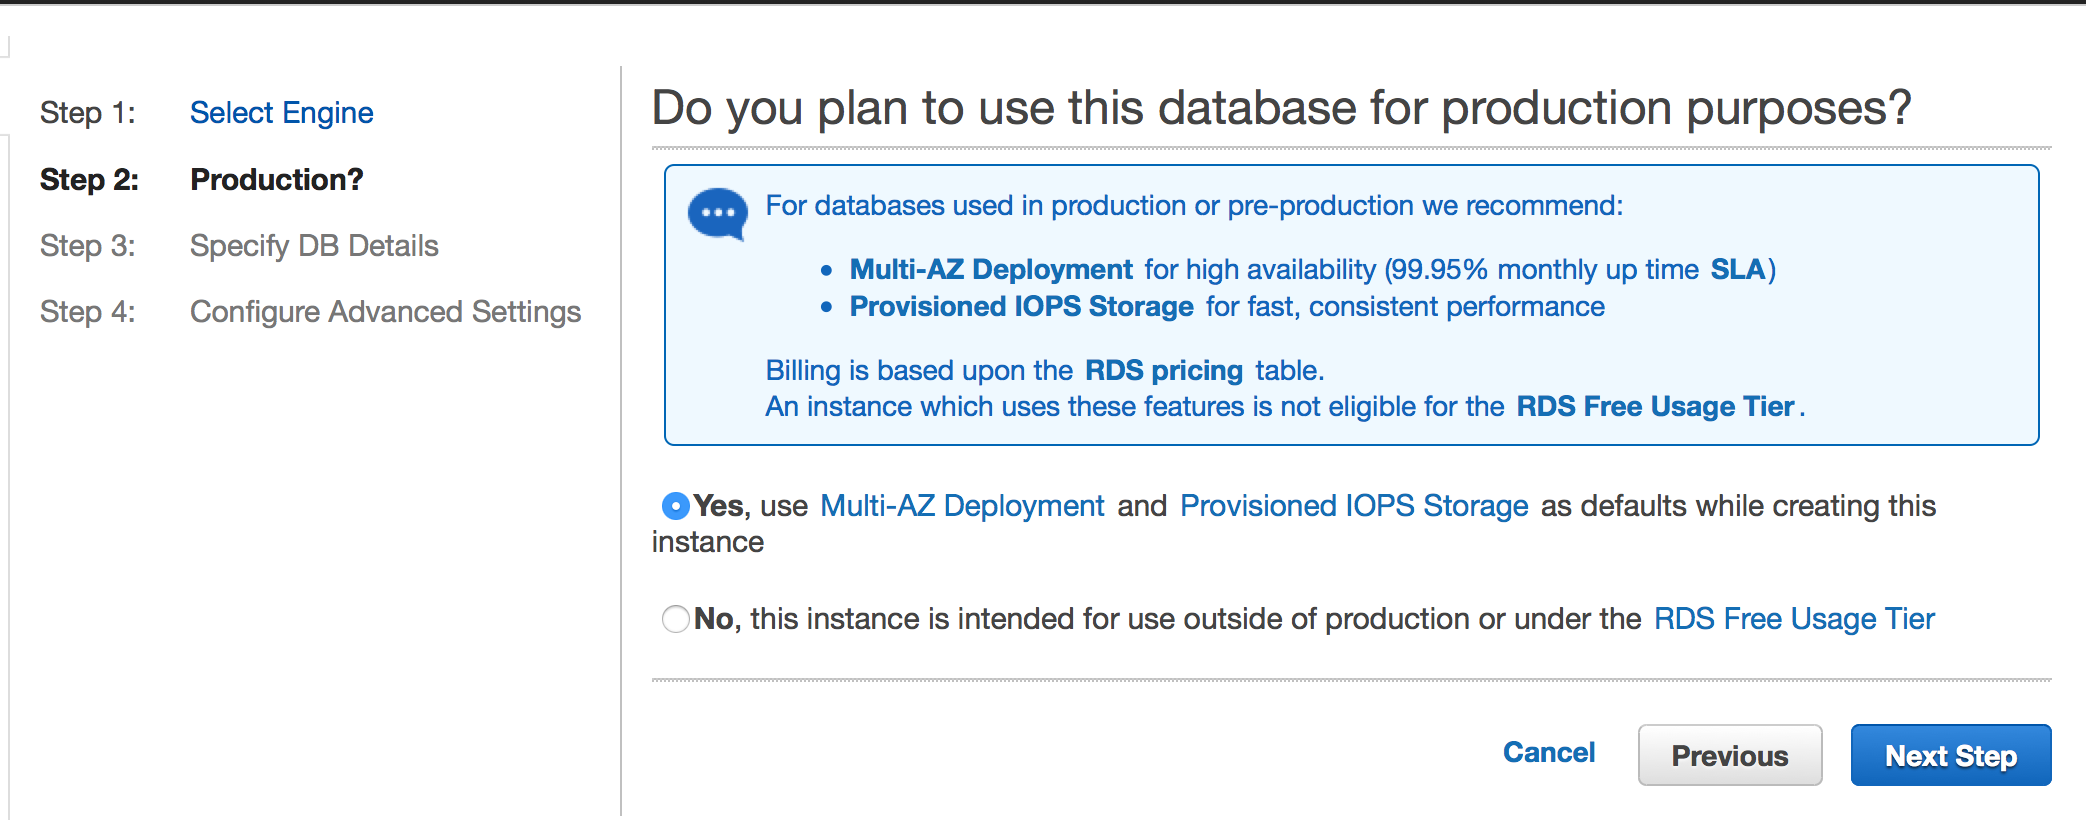 Step 1: Select Engine
Step 2: Production?
Step 3: Specify DB Details
Step 4: Configure Advanced Settings
Do you plan to use this database for production purposes?
For databases used in production or pre-production we recommend:
• Multi-AZ Deployment for high availability (99.95% monthly up time SLA)
• Provisioned IOPS Storage for fast, consistent performance
Billing is based upon the RDS pricing table.
An instance which uses these features is not eligible for the RDS Free Usage Tier.
Yes, use Multi-AZ Deployment and Provisioned IOPS Storage as defaults while creating this
instance
No, this instance is intended for use outside of production or under the RDS Free Usage Tier
Cancel Previous Next Step